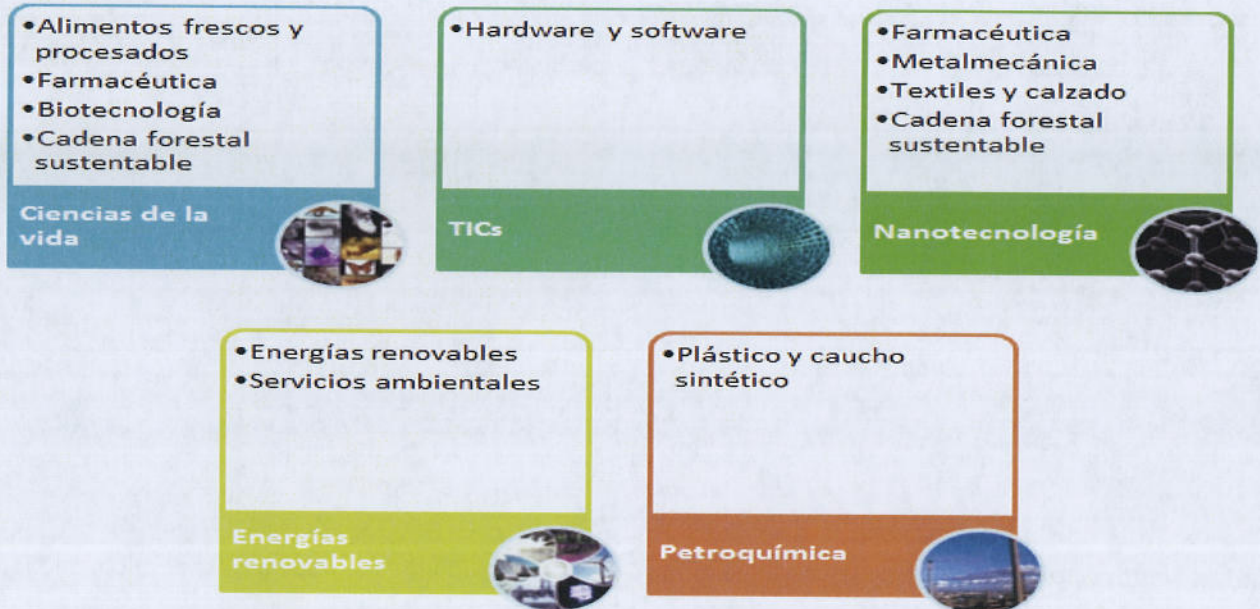 •Alimentos frescos y
procesados
•Farmacéutica
•Biotecnología
•Cadena forestal
sustentable
Ciencias de la
vida
•Hardware y software
TICs
•Farmacéutica
•Metalmecánica
•Textiles y calzado
•Cadena forestal
sustentable
Nanotecnología
•Energías renovables
•Servicios ambientales
Energías
renovables
•Plástico y caucho
sintético
Petroquímica